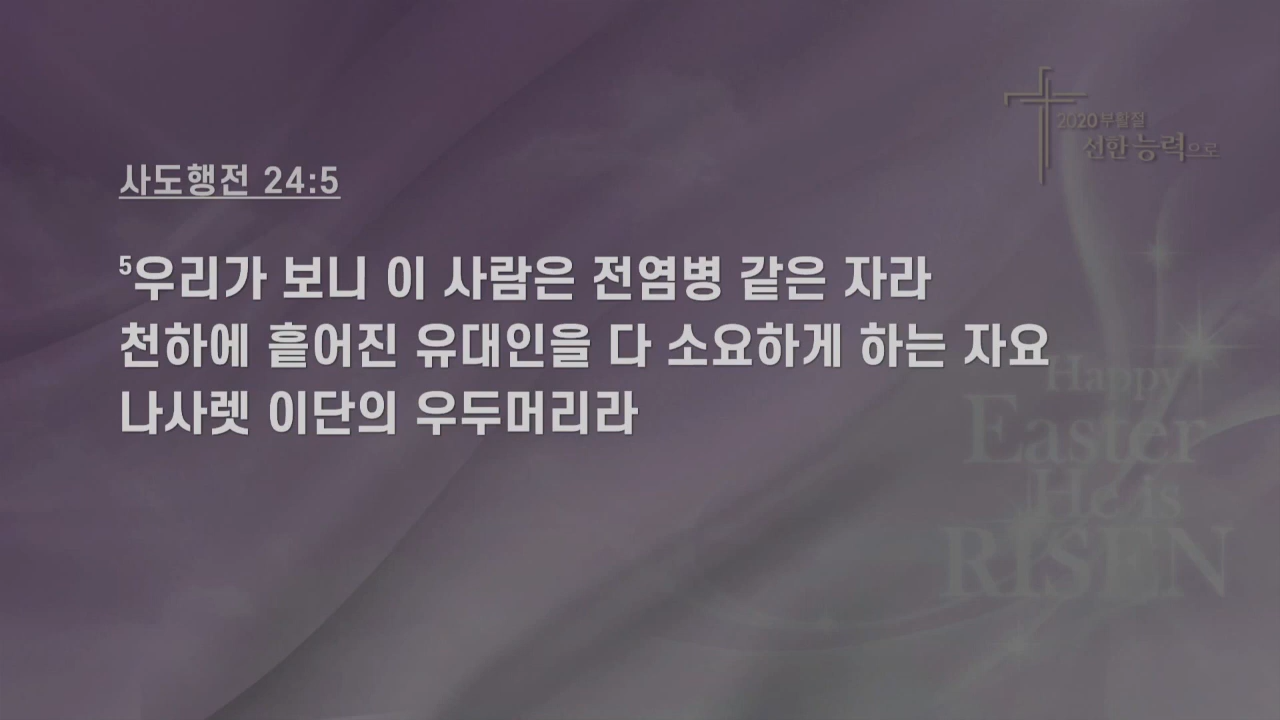 2020 부활절
선한 능력으로
사도행전 24:5
⁵우리가 보니 이 사람은 전염병 같은 자라
천하에 흩어진 유대인을 다 소요하게 하는 자요
나사렛 이단의 우두머리라
Happy
Easter
He is
RISEN